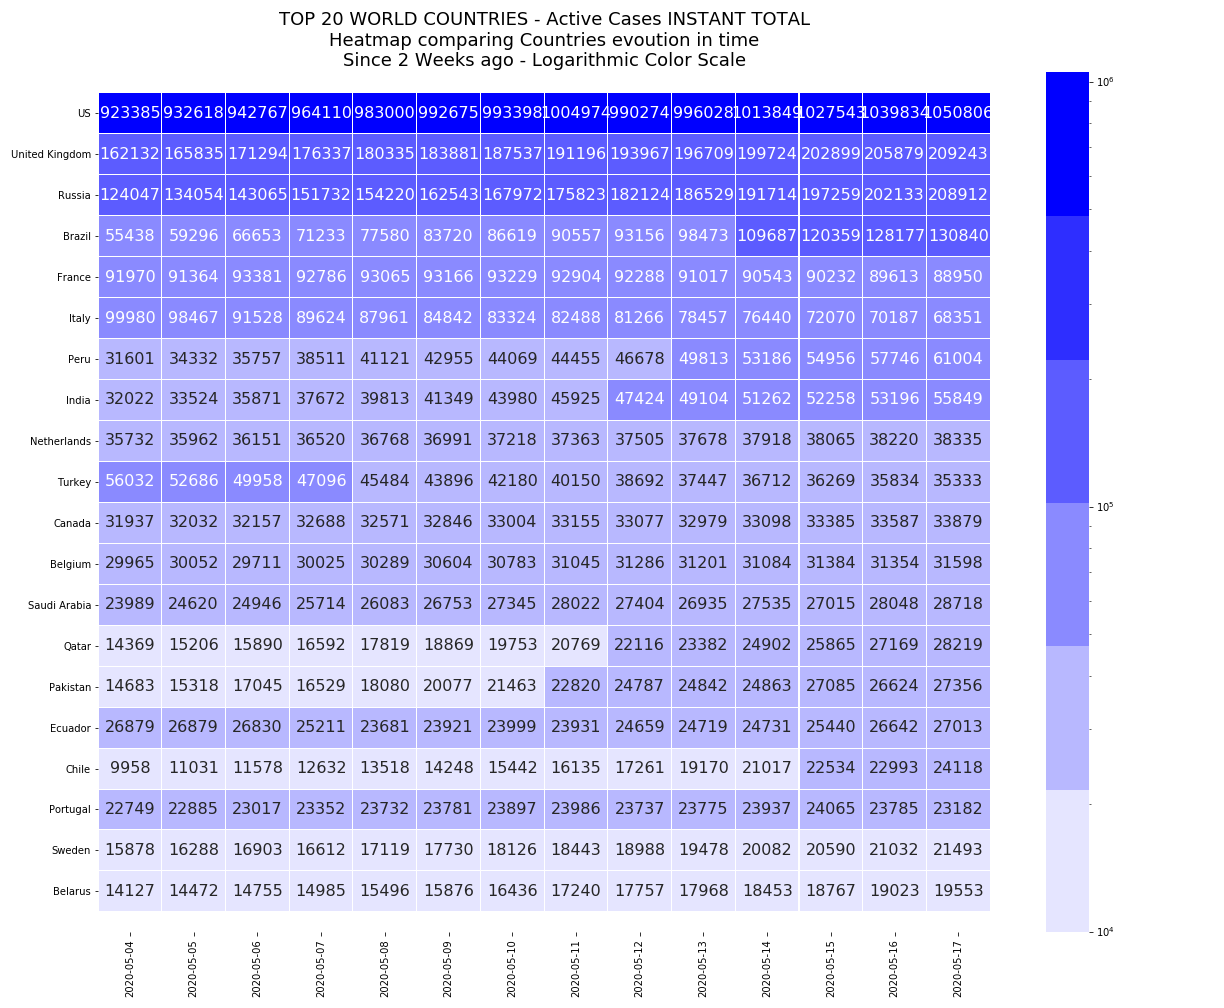 TOP 20 WORLD COUNTRIES - Active Cases INSTANT TOTAL
Heatmap comparing Countries evoution in time
Since 2 Weeks ago - Logarithmic Color Scale
US 923385 932618 942767 964110 983000 992675 993398 1004974 990274 996028 1013849 1027543 1039834 1050806
United Kingdom 162132 165835 171294 176337 180335 183881 187537 191196 193967 196709 199724 202899 205879 209243
Russia 124047 134054 143065 151732 154220 162543 167972 175823 182124 186529 191714 197259 202133 208912
Brazil 55438 59296 66653 71233 77580 83720 86619 90557 93156 98473 109687 120359 128177 130840
France 91970 91364 93381 92786 93065 93166 93229 92904 92288 91017 90543 90232 89613 88950
Italy 99980 98467 91528 89624 87961 84842 83324 82488 81266 78457 76440 72070 70187 68351
Peru 31601 34332 35757 38511 41121 42955 44069 44455 46678 49813 53186 54956 57746 61004
India 32022 33524 35871 37672 39813 41349 43980 45925 47424 49104 51262 52258 53196 55849
Netherlands 35732 35962 36151 36520 36768 36991 37218 37363 37505 37678 37918 38065 38220 38335
Turkey 56032 52686 49958 47096 45484 43896 42180 40150 38692 37447 36712 36269 35834 35333
Canada 31937 32032 32157 32688 32571 32846 33004 33155 33077 32979 33098 33385 33587 33879
Belgium 29965 30052 29711 30025 30289 30604 30783 31045 31286 31201 31084 31384 31354 31598
Saudi Arabia 23989 24620 24946 25714 26083 26753 27345 28022 27404 26935 27535 27015 28048 28718
Qatar 14369 15206 15890 16592 17819 18869 19753 20769 22116 23382 24902 25865 27169 28219
Pakistan 14683 15318 17045 16529 18080 20077 21463 22820 24787 24842 24863 27085 26624 27356
Ecuador 26879 26879 26830 25211 23681 23921 23999 23931 24659 24719 24731 25440 26642 27013
Chile 9958 11031 11578 12632 13518 14248 15442 16135 17261 19170 21017 22534 22993 24118
Portugal 22749 22885 23017 23352 23732 23781 23897 23986 23737 23775 23937 24065 23785 23182
Sweden 15878 16288 16903 16612 17119 17730 18126 18443 18988 19478 20082 20590 21032 21493
Belarus 14127 14472 14755 14985 15496 15876 16436 17240 17757 17968 18453 18767 19023 19553
2020-05-04 2020-05-05 2020-05-06 2020-05-07 2020-05-08 2020-05-09 2020-05-10 2020-05-11 2020-05-12 2020-05-13 2020-05-14 2020-05-15 2020-05-16 2020-05-17
10⁶
10⁵
10⁴